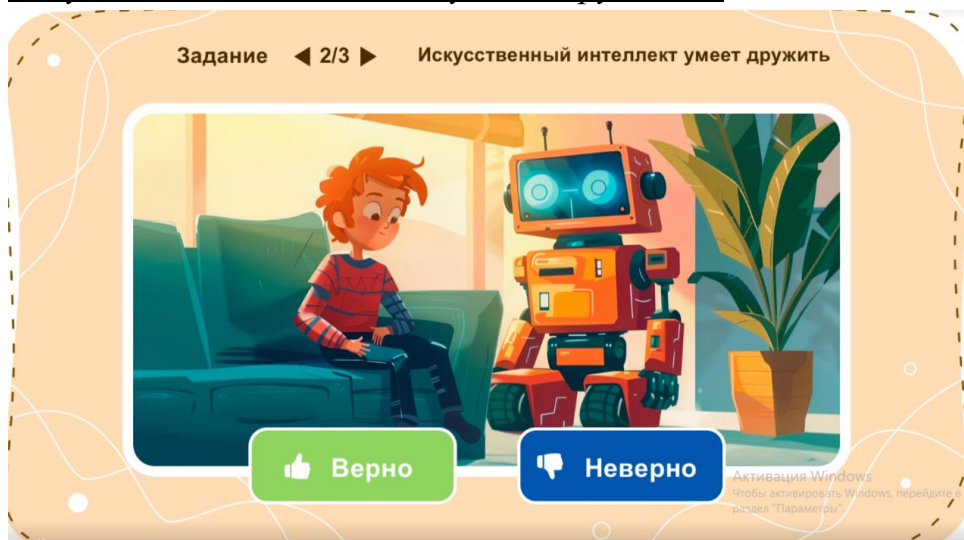 Задание
2/3
Искусственный интеллект умеет дружить
Верно
Неверно
Активация Windows
Чтобы активировать Windows, перейдите в
раздел "Параметры".